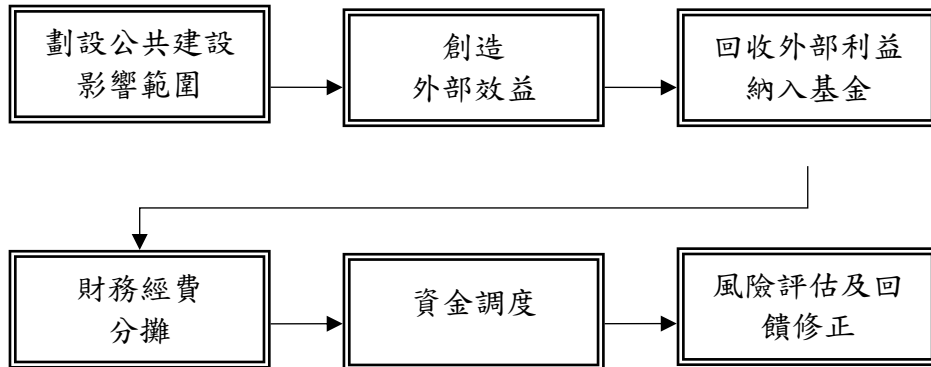 劃設公共建設
影響範圍
創造
外部效益
回收外部利益
納入基金
財務經費
分攤
資金調度
風險評估及回
饋修正